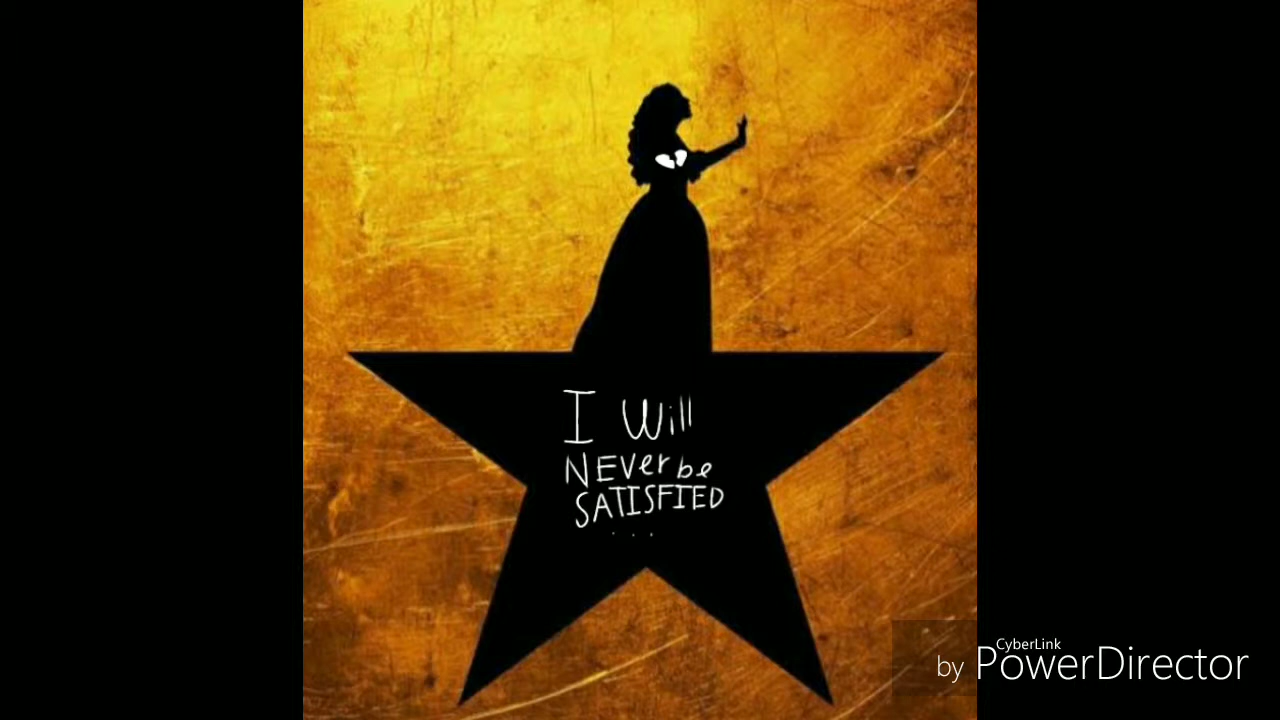 I Will
NEVer be
SATISFIED
...
CyberLink
by PowerDirector